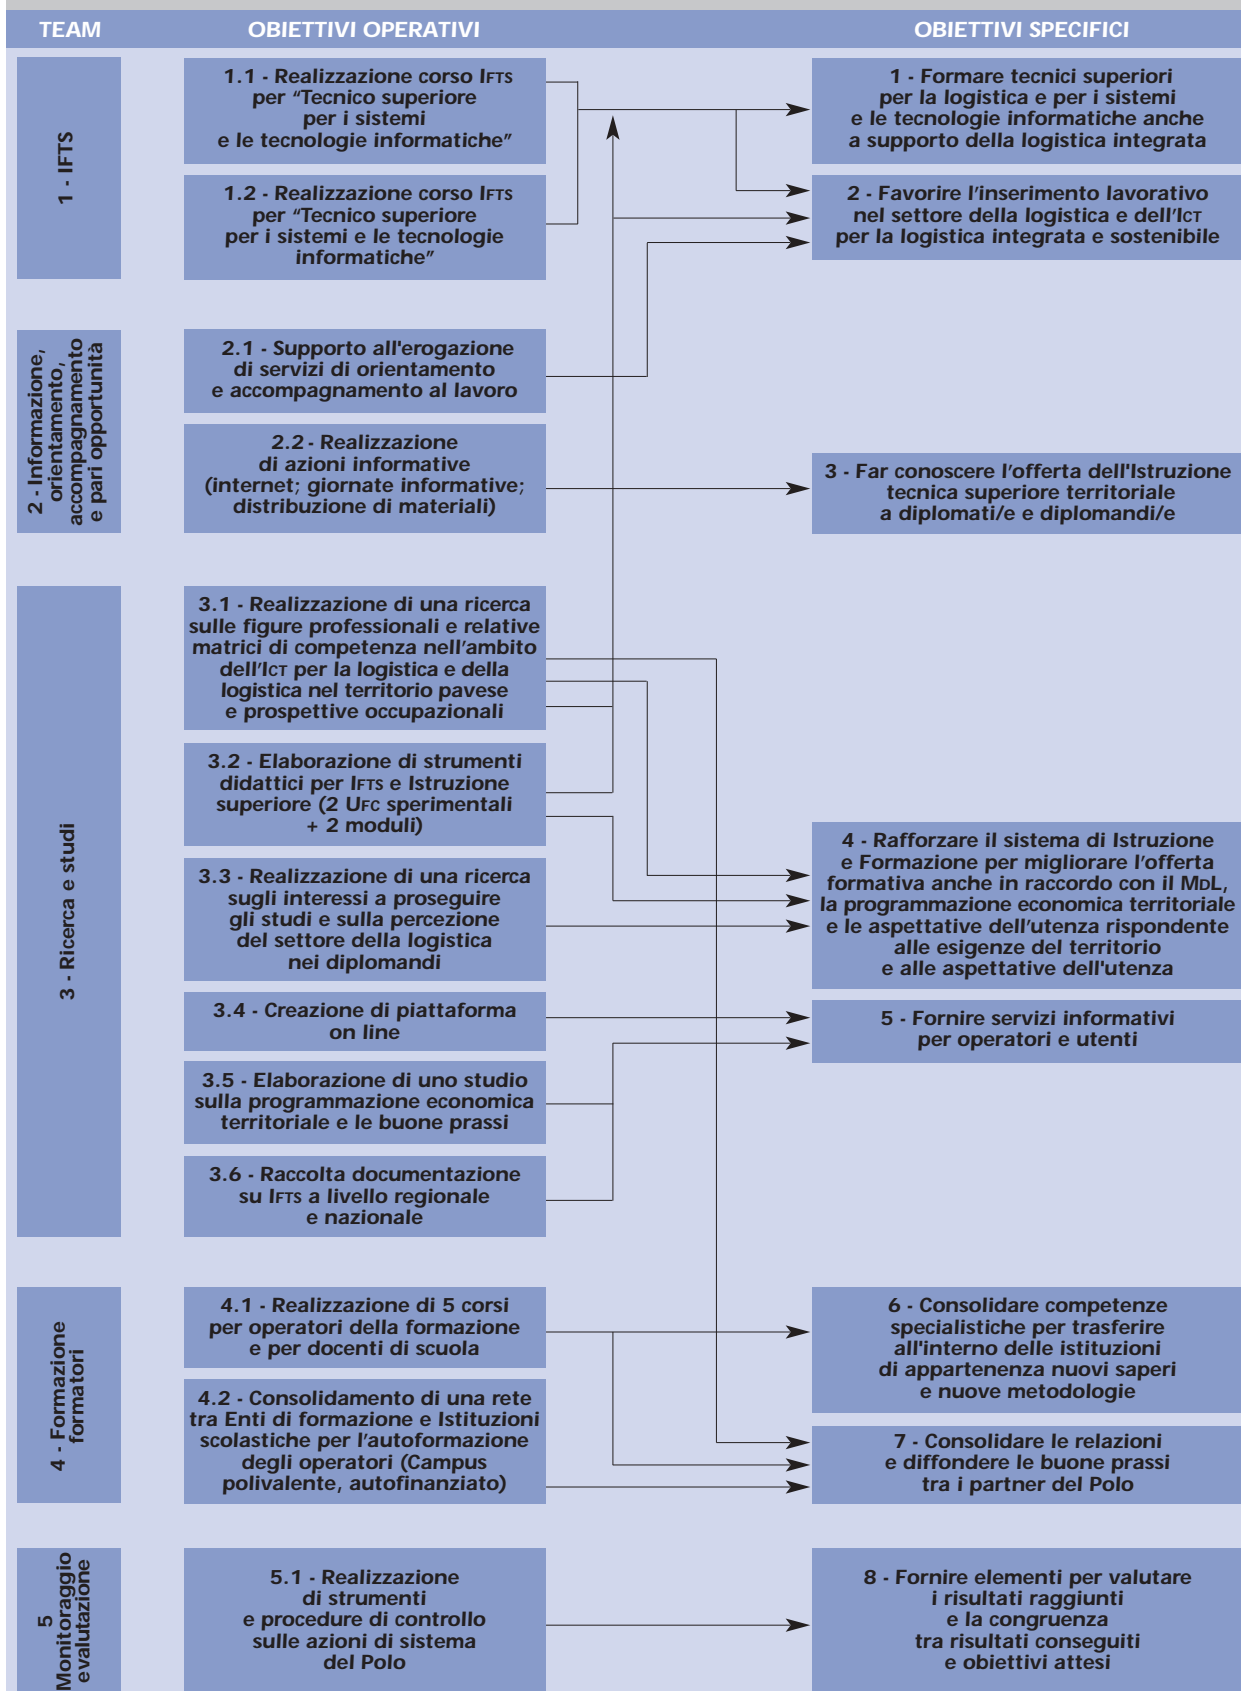 TEAM
OBIETTIVI OPERATIVI
OBIETTIVI SPECIFICI
1 - IFTS
1.1 - Realizzazione corso IFTS
per “Tecnico superiore
per i sistemi
e le tecnologie informatiche”
1.2 - Realizzazione corso IFTS
per “Tecnico superiore
per i sistemi e le tecnologie
informatiche”
1 - Formare tecnici superiori
per la logistica e per i sistemi
e le tecnologie informatiche anche
a supporto della logistica integrata
2 - Favorire l’inserimento lavorativo
nel settore della logistica e dell’ICT
per la logistica integrata e sostenibile
2 - Informazione,
orientamento,
accompagnamento
e pari opportunità
2.1 - Supporto all'erogazione
di servizi di orientamento
e accompagnamento al lavoro
2.2 - Realizzazione
di azioni informative
(internet; giornate informative;
distribuzione di materiali)
3 - Far conoscere l’offerta dell'Istruzione
tecnica superiore territoriale
a diplomati/e e diplomandi/e
3 - Ricerca e studi
3.1 - Realizzazione di una ricerca
sulle figure professionali e relative
matrici di competenza nell’ambito
dell’ICT per la logistica e della
logistica nel territorio pavese
e prospettive occupazionali
3.2 - Elaborazione di strumenti
didattici per IFTS e Istruzione
superiore (2 UFC sperimentali
+ 2 moduli)
3.3 - Realizzazione di una ricerca
sugli interessi a proseguire
gli studi e sulla percezione
del settore della logistica
nei diplomandi
3.4 - Creazione di piattaforma
on line
3.5 - Elaborazione di uno studio
sulla programmazione economica
territoriale e le buone prassi
3.6 - Raccolta documentazione
su IFTS a livello regionale
e nazionale
4 - Rafforzare il sistema di Istruzione
e Formazione per migliorare l’offerta
formativa anche in raccordo con il MDL,
la programmazione economica territoriale
e le aspettative dell’utenza rispondente
alle esigenze del territorio
e alle aspettative dell'utenza
5 - Fornire servizi informativi
per operatori e utenti
4 - Formazione
formatori
4.1 - Realizzazione di 5 corsi
per operatori della formazione
e per docenti di scuola
4.2 - Consolidamento di una rete
tra Enti di formazione e Istituzioni
scolastiche per l’autoformazione
degli operatori (Campus
polivalente, autofinanziato)
6 - Consolidare competenze
specialistiche per trasferire
all'interno delle istituzioni
di appartenenza nuovi saperi
e nuove metodologie
7 - Consolidare le relazioni
e diffondere le buone prassi
tra i partner del Polo
5
Monitoraggio
e valutazione
5.1 - Realizzazione
di strumenti
e procedure di controllo
sulle azioni di sistema
del Polo
8 - Fornire elementi per valutare
i risultati raggiunti
e la congruenza
tra risultati conseguiti
e obiettivi attesi